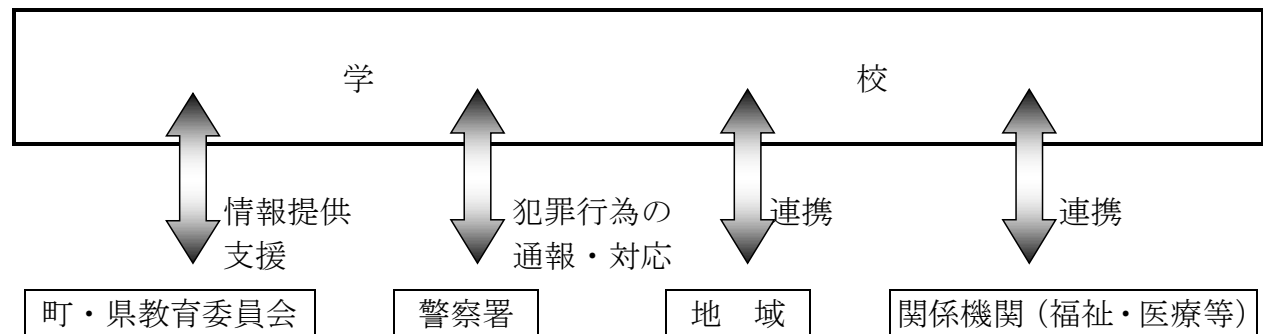 学 校
情報提供
支援
犯罪行為の
通報・対応
連携
連携
町・県教育委員会
警察署
地 域
関係機関（福祉・医療等）